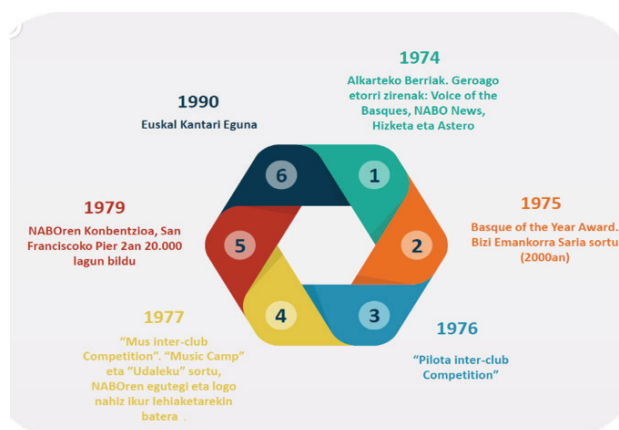 1974
Alkarteko Berriak. Geroago
etorri zirenak: Voice of the
Basques, NABO News,
Hizketa eta Astero
1975
Basque of the Year Award.
Bizi Emankorra Saria sortu
(2000an)
1976
“Pilota inter-club
Competition”
1977
“Mus inter-club
Competition”. “Music Camp”
eta “Udaleku” sortu,
NABOren egutegi eta logo
nahiz ikur lehiaketarekin
batera .
1979
NABOren Konbentzioa, San
Franciscoko Pier 2an 20.000
lagun bildu
1990
Euskal Kantari Eguna
1
2
3
4
5
6